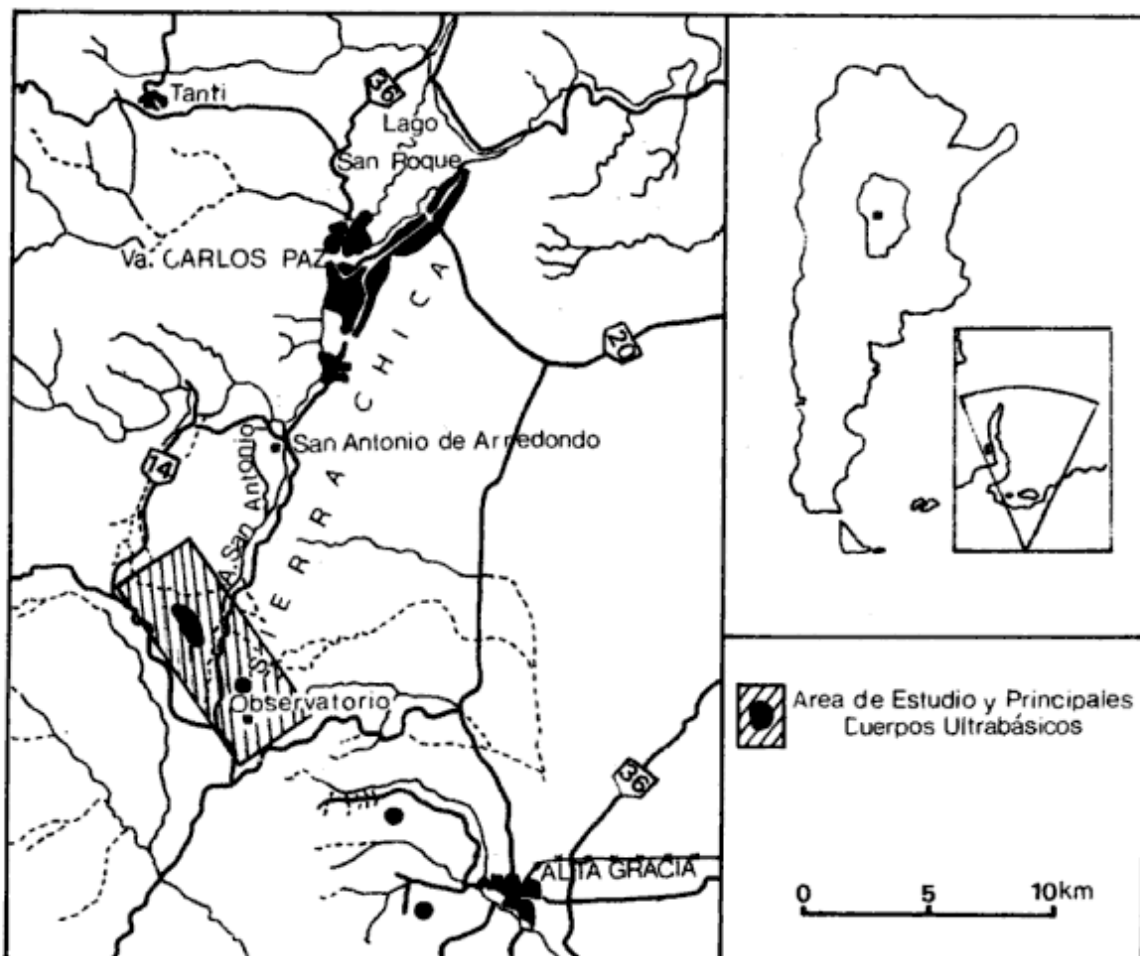 Tanti
36
Lago
San Roque
Va. CARLOS PAZ
20
San Antonio de Arredondo
14
A. San Antonio
SIERRA CHICA
Observatorio
36
ALTA GRACIA
Area de Estudio y Principales
Cuerpos Ultrabásicos
0 5 10km